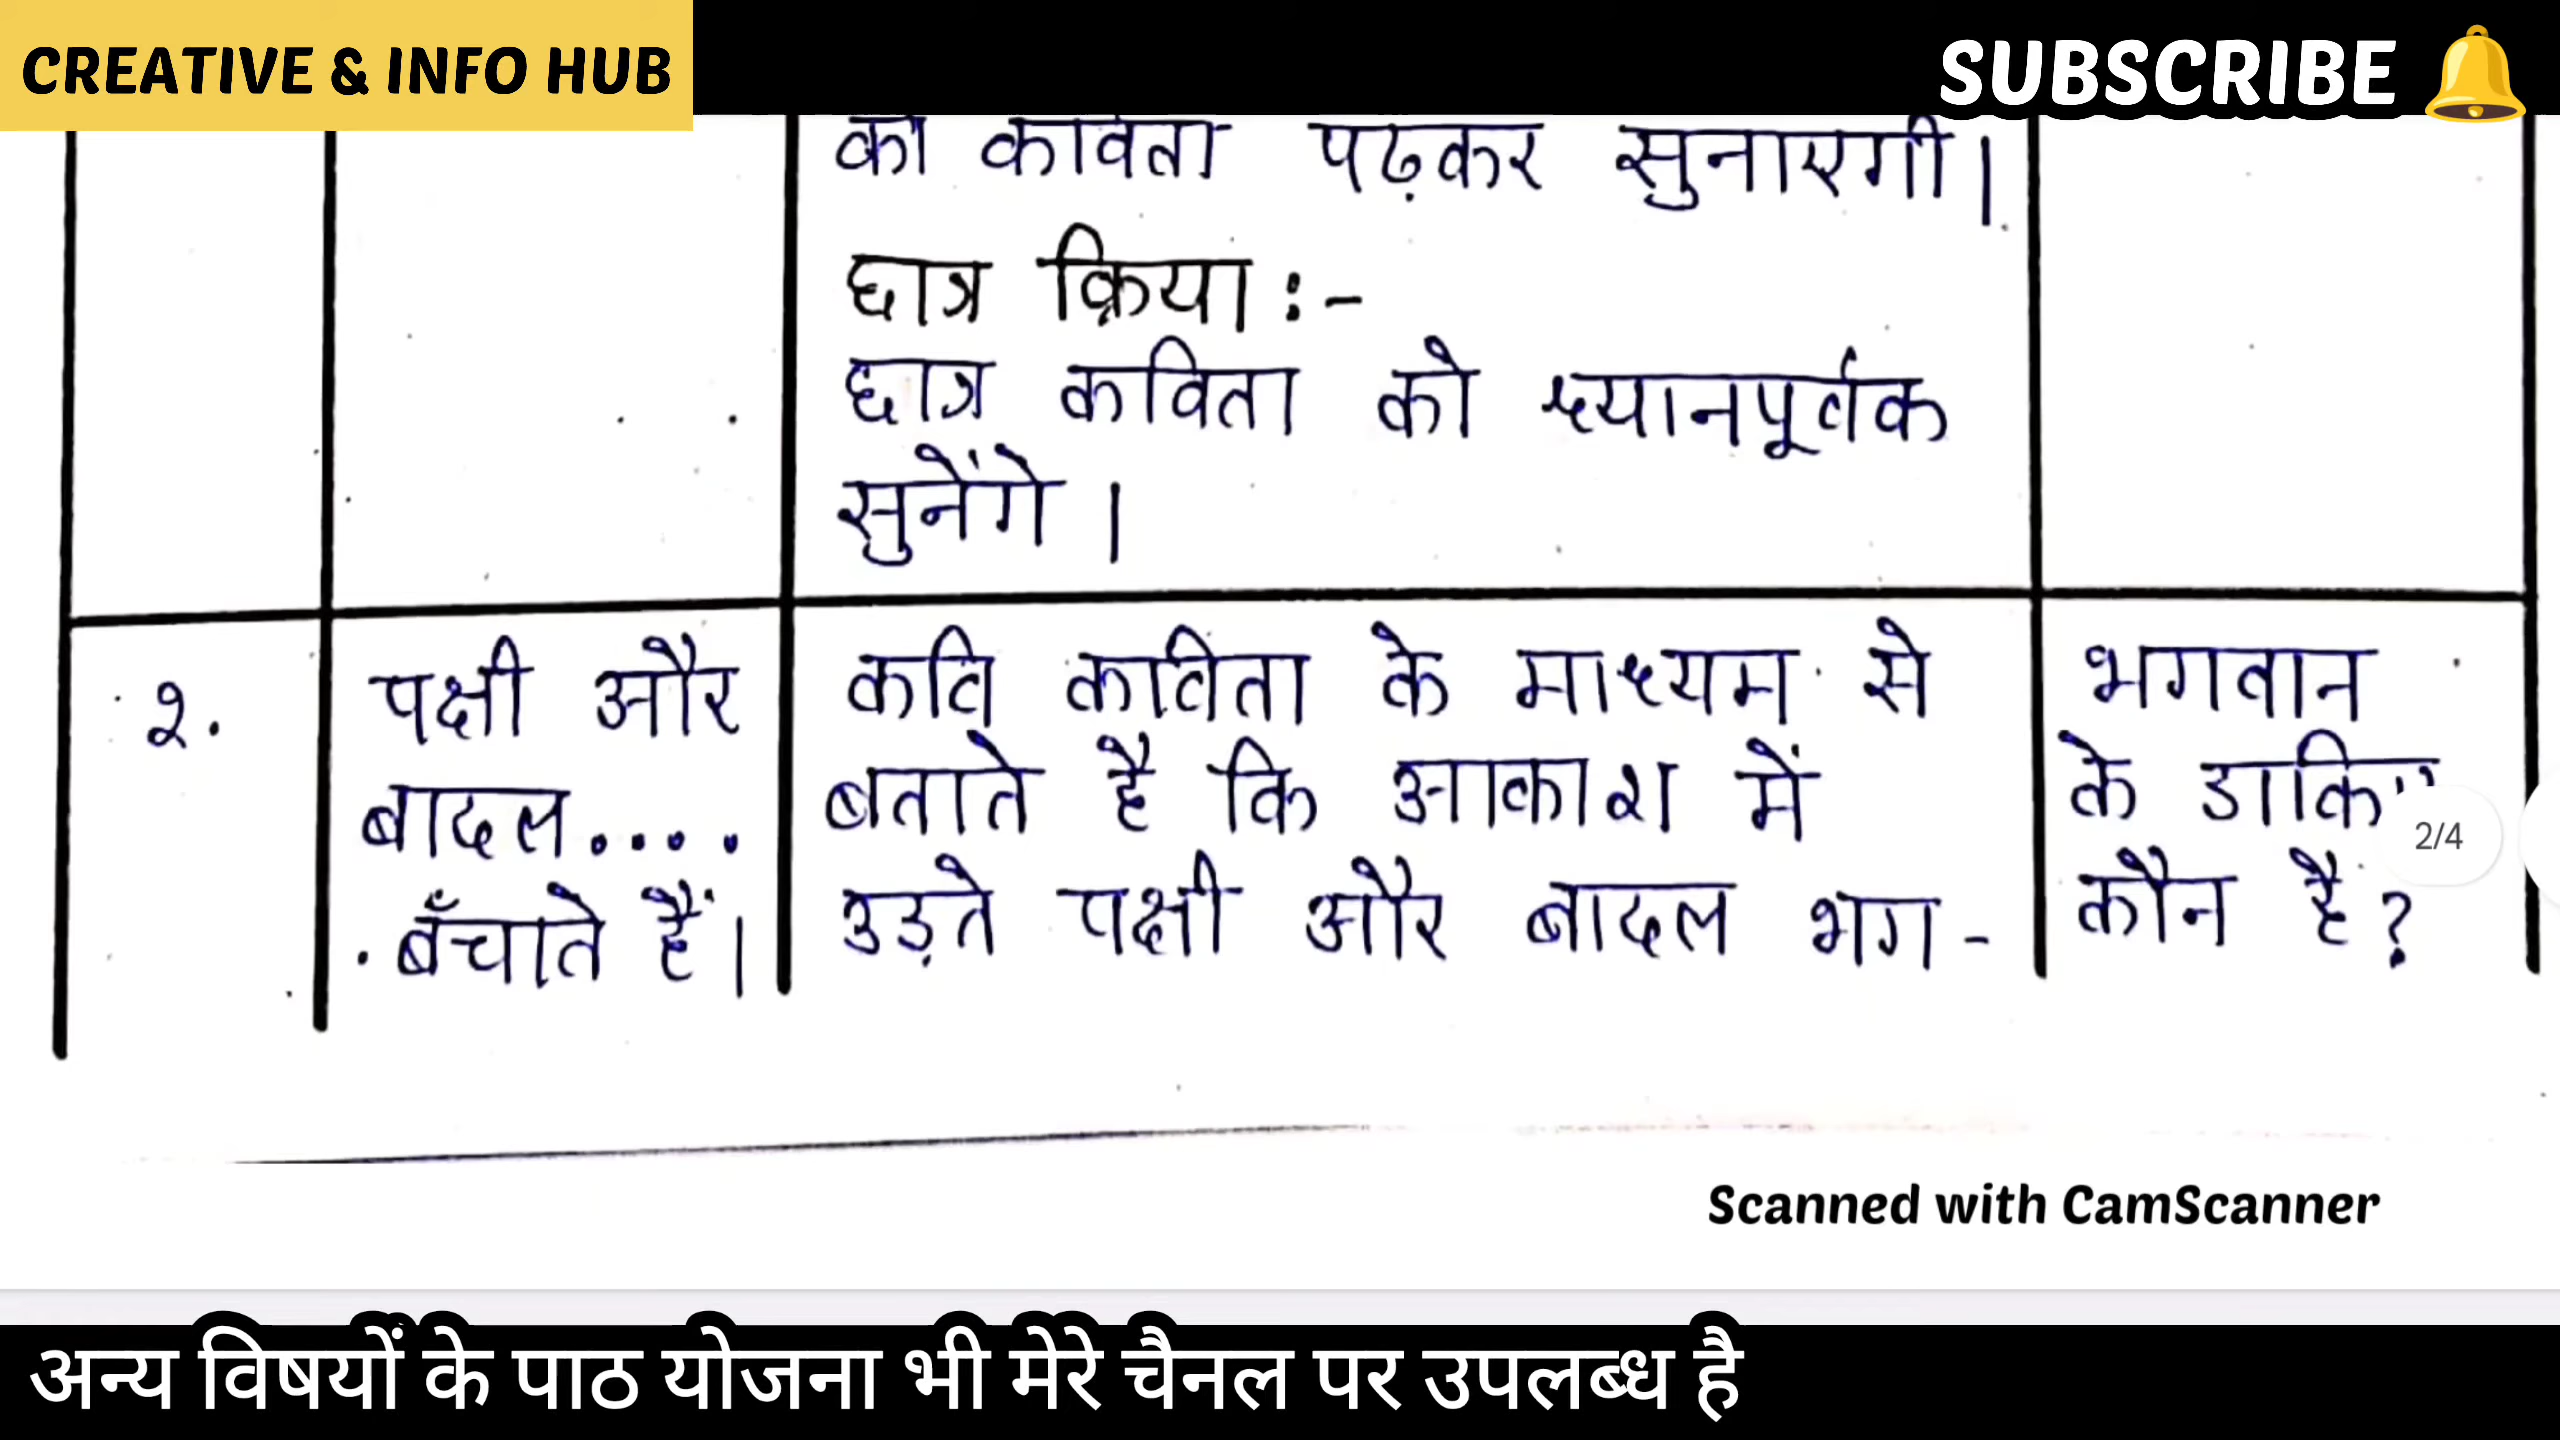 CREATIVE & INFO HUB
SUBSCRIBE
को कविता पढ़कर सुनाएगी।
छात्र क्रिया :-
छात्र कविता को ध्यानपूर्वक
सुनेंगे।
२.
पक्षी और
बादल....
बँचाते हैं।
कवि कविता के माध्यम से
बताते है कि आकाश में
उड़ते पक्षी और बादल भग-
भगवान
के
कौन है?
2/4
Scanned with CamScanner
अन्य विषयों के पाठ योजना भी मेरे चैनल पर उपलब्ध है